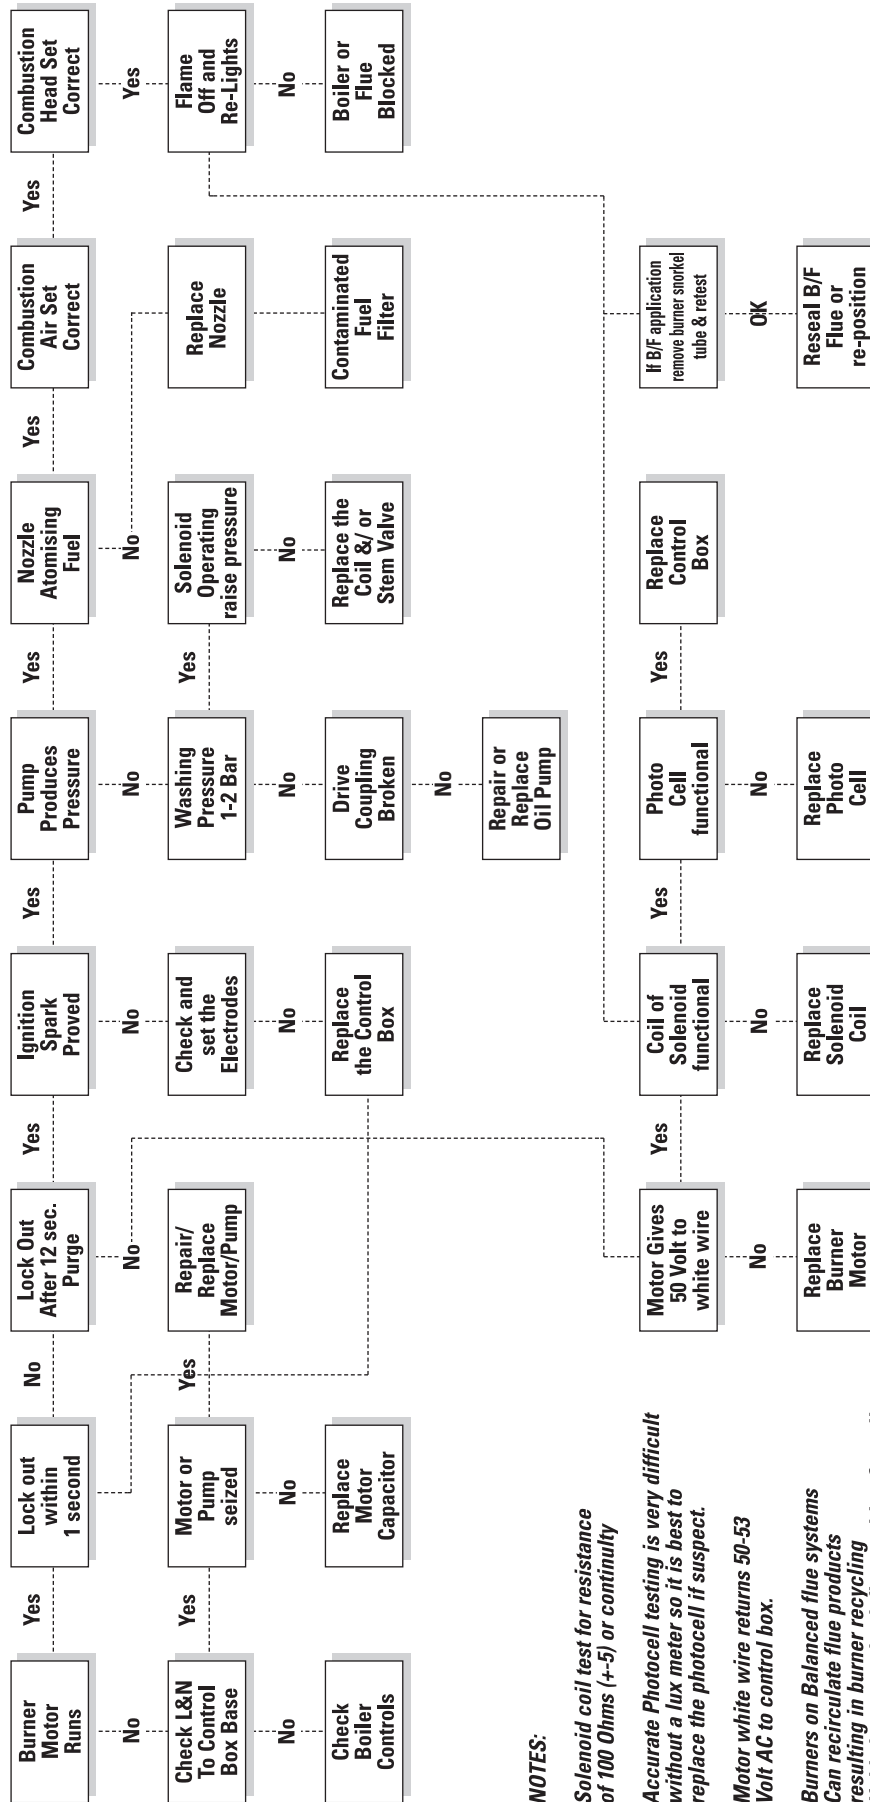 Burner
Motor
Runs
Yes
Lock out
within
1 second
No
Lock Out
After 12 sec.
Purge
Yes
Ignition
Spark
Proved
Yes
Pump
Produces
Pressure
Yes
Nozzle
Atomising
Fuel
Yes
Combustion
Air Set
Correct
Yes
Combustion
Head Set
Correct
No
No
No
No
No
Yes
Check L&N
To Control
Box Base
Yes
Motor or
Pump
seized
Yes
Repair/
Replace
Motor/Pump
Check and
set the
Electrodes
Washing
Pressure
1-2 Bar
Yes
Solenoid
Operating
raise pressure
Replace
Nozzle
Flame
Off and
Re-Lights
No
No
No
No
No
No
Check
Boiler
Controls
Replace
Motor
Capacitor
Replace
the Control
Box
Drive
Coupling
Broken
Replace the
Coil &/ or
Stem Valve
Contaminated
Fuel
Filter
Boiler or
Flue
Blocked
No
Repair or
Replace
Oil Pump
Motor Gives
50 Volt to
white wire
Yes
Coil of
Solenoid
functional
Yes
Photo
Cell
functional
Yes
Replace
Control
Box
If B/F application
remove burner snorkel
tube & retest
No
No
No
OK
Replace
Burner
Motor
Replace
Solenoid
Coil
Replace
Photo
Cell
Reseal B/F
Flue or
re-position
NOTES:
Solenoid coil test for resistance
of 100 Ohms (+-5) or continuity
Accurate Photocell testing is very difficult
without a lux meter so it is best to
replace the photocell if suspect.
Motor white wire returns 50-53
Volt AC to control box.
Burners on Balanced flue systems
Can recirculate flue products
resulting in burner recycling